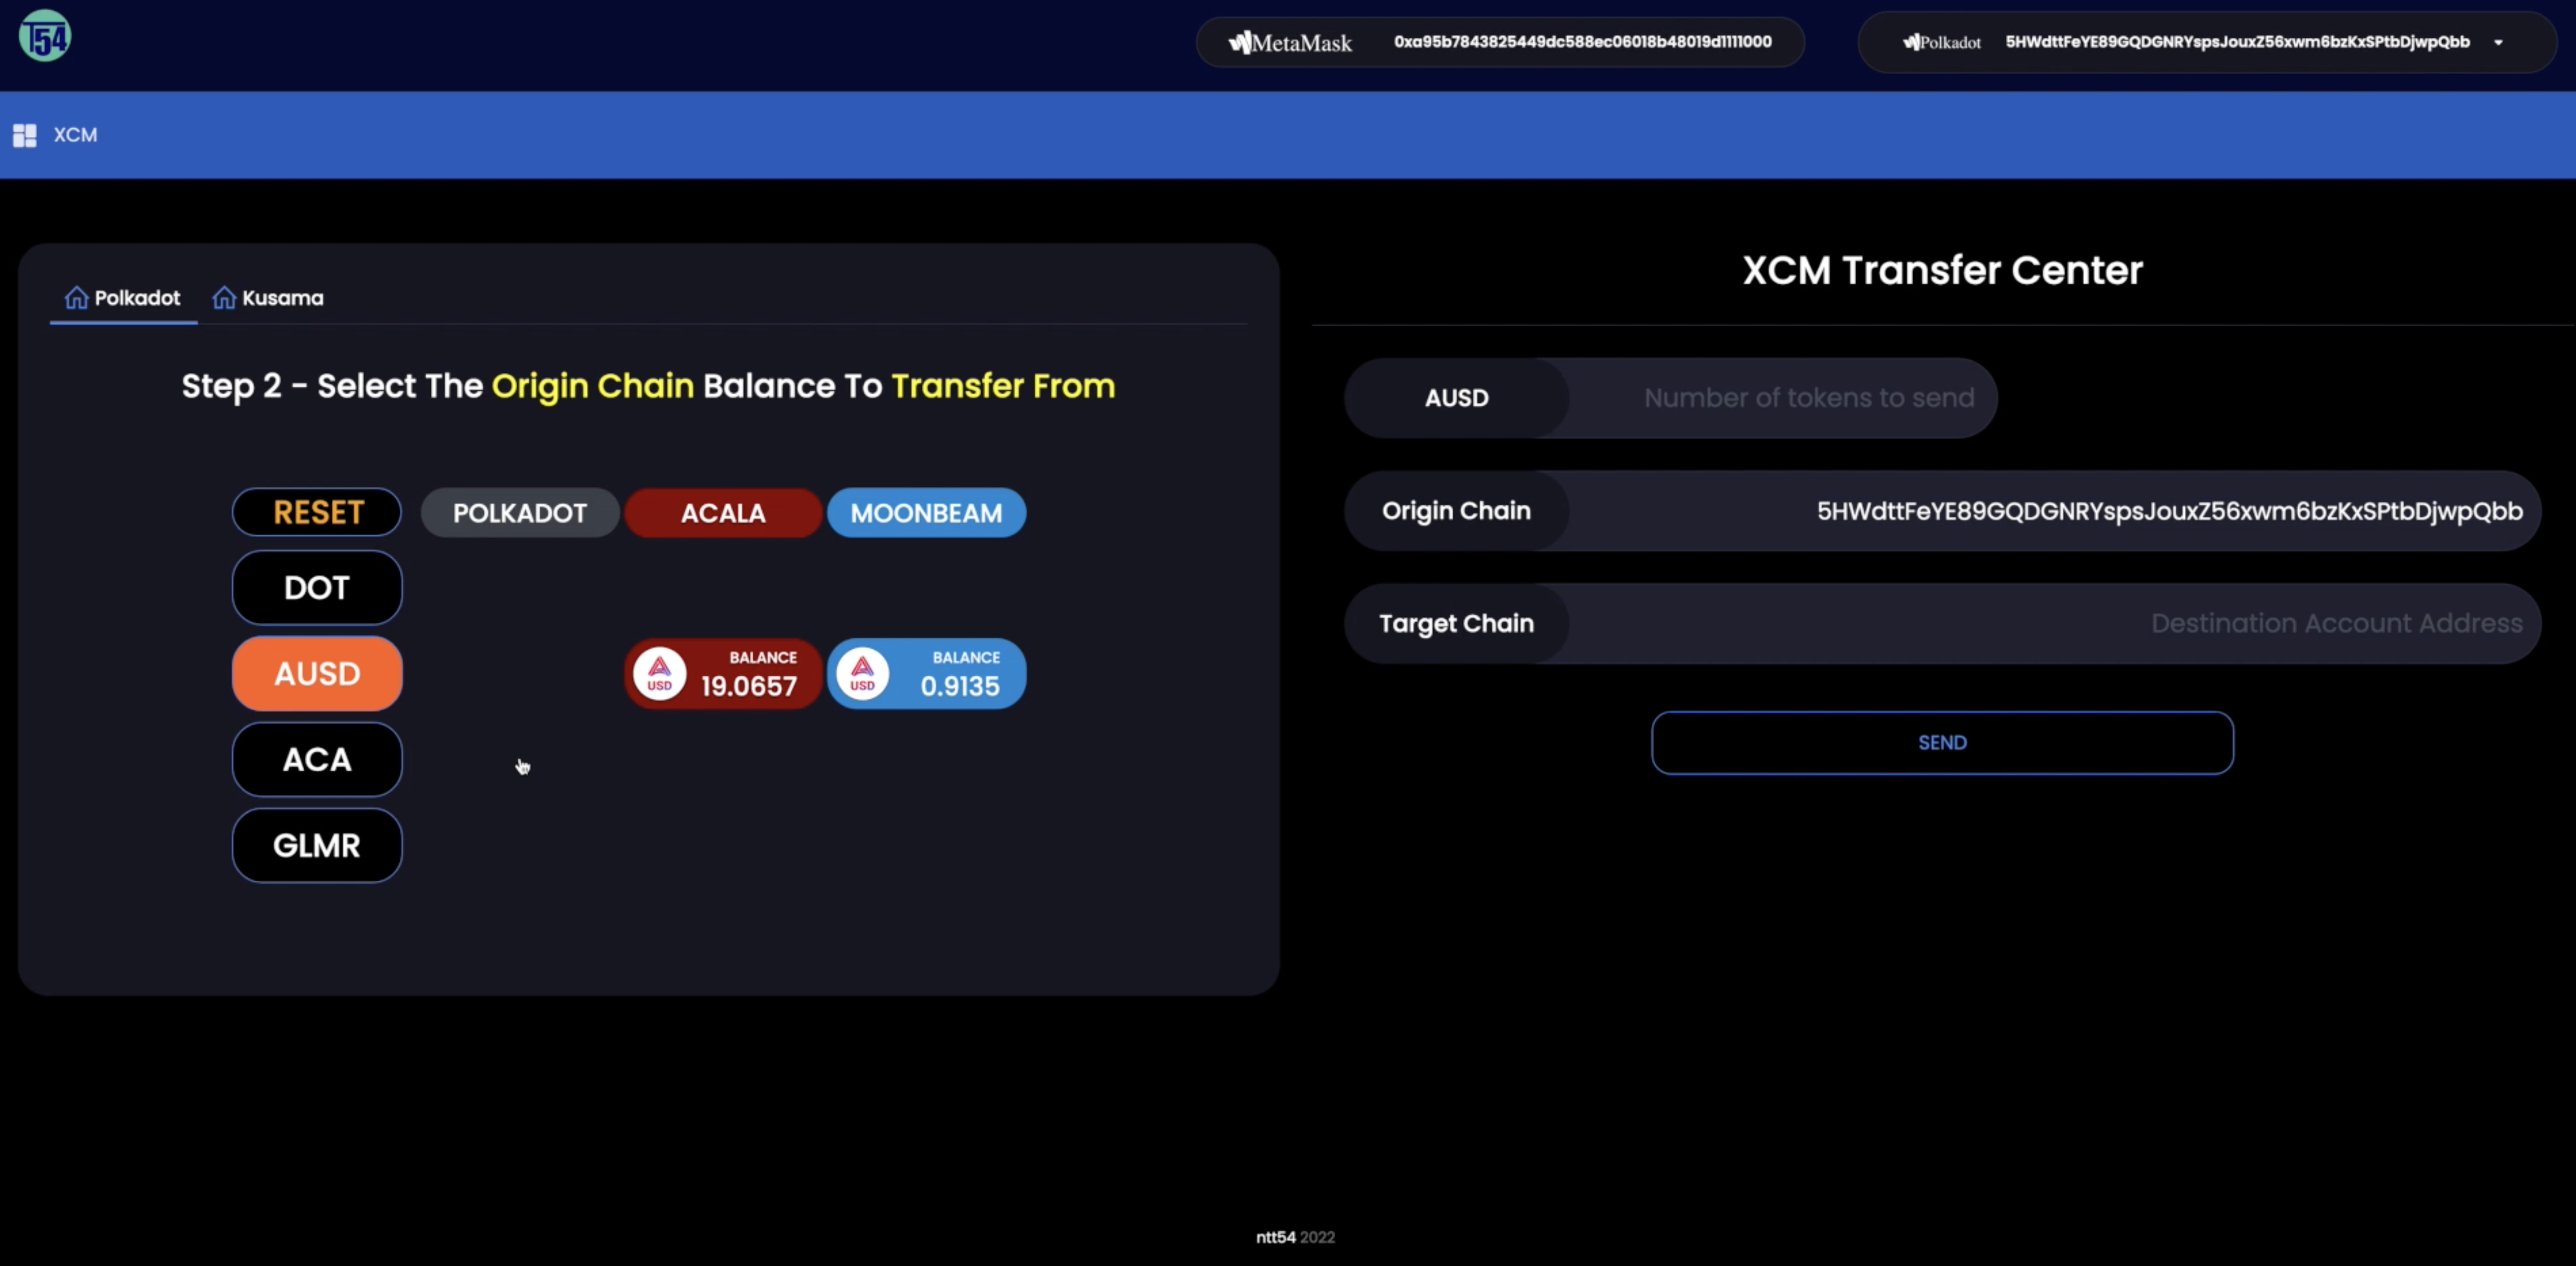 T54
MetaMask 0xa95b7843825449dc588ec06018b48019d1111000
Polkadot 5HWdttFeYE89GQDGNRYspsJouxZ56xwm6bzKxSPtbDjwpQbb
XCM
Polkadot Kusama
Step 2 - Select The Origin Chain Balance To Transfer From
RESET POLKADOT ACALA MOONBEAM
DOT
AUSD
USD BALANCE 19.0657
USD BALANCE 0.9135
ACA
GLMR
XCM Transfer Center
AUSD Number of tokens to send
Origin Chain 5HWdttFeYE89GQDGNRYspsJouxZ56xwm6bzKxSPtbDjwpQbb
Target Chain Destination Account Address
SEND
ntt54 2022